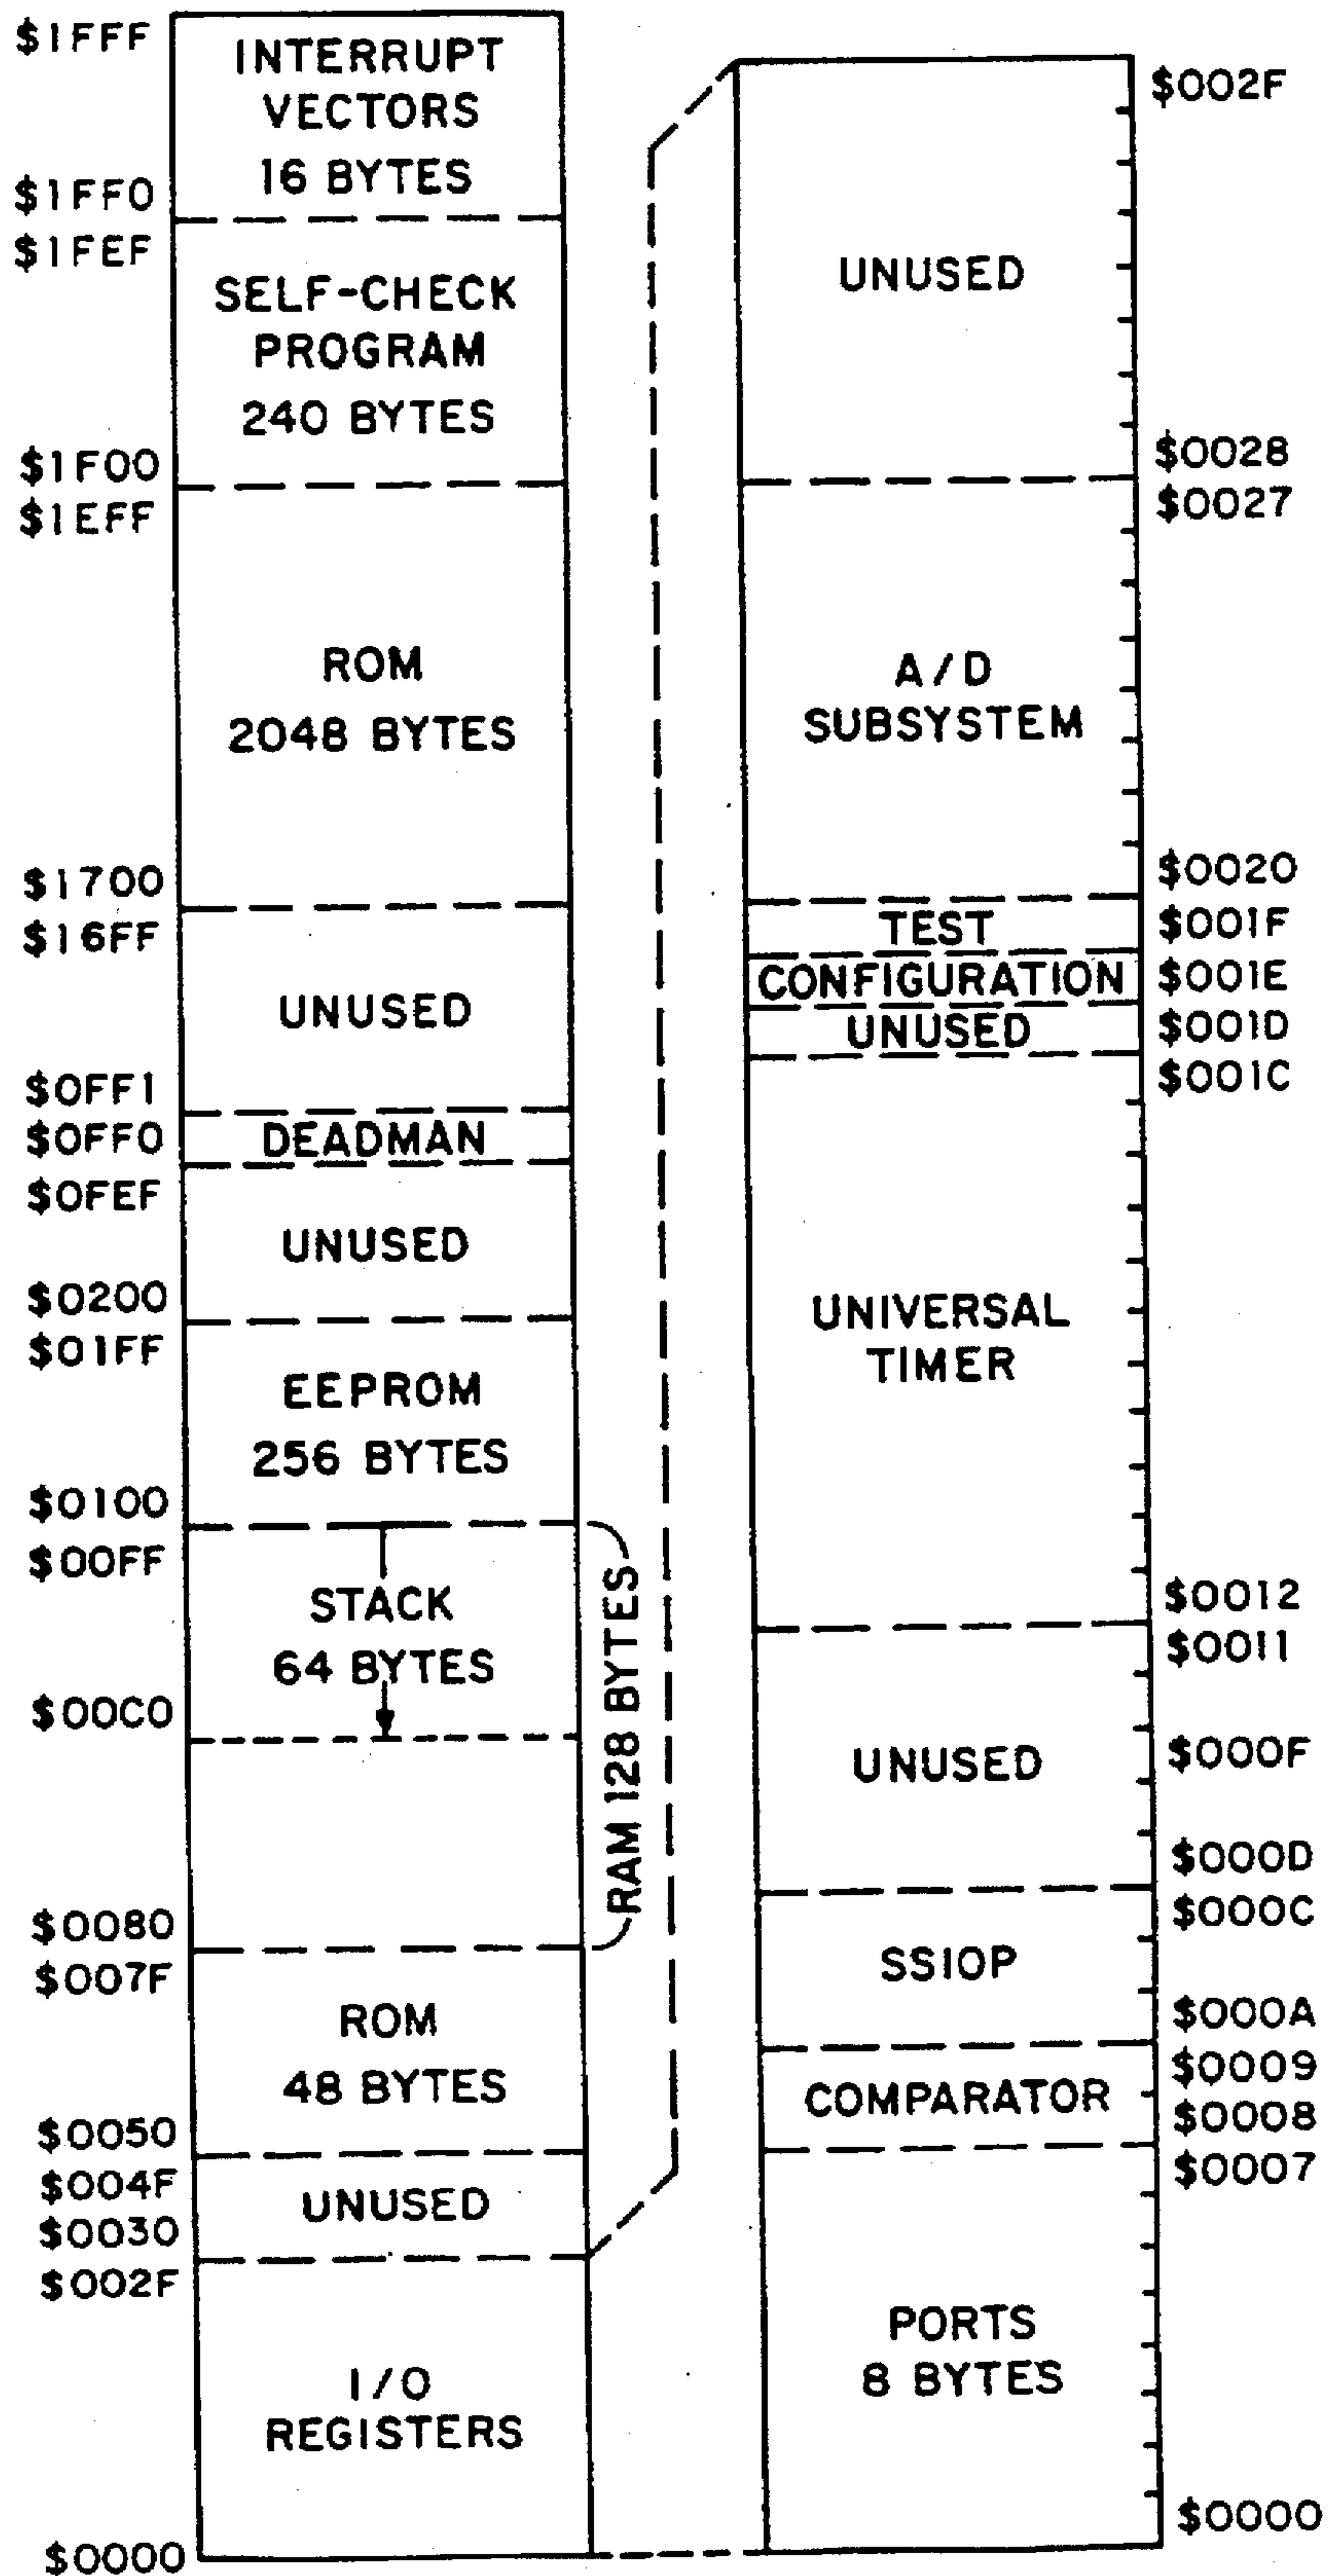 $1FFF
INTERRUPT
VECTORS
16 BYTES
$1FF0
$1FEF
SELF-CHECK
PROGRAM
240 BYTES
$1F00
$1EFF
ROM
2048 BYTES
$1700
$16FF
UNUSED
$0FF1
$0FF0
DEADMAN
$0FEF
UNUSED
$0200
$01FF
EEPROM
256 BYTES
$0100
$00FF
STACK
64 BYTES
$00C0
RAM 128 BYTES
$0080
$007F
ROM
48 BYTES
$0050
$004F
UNUSED
$0030
$002F
I/O
REGISTERS
$0000
$002F
UNUSED
$0028
$0027
A/D
SUBSYSTEM
$0020
TEST $001F
CONFIGURATION $001E
UNUSED $001D
$001C
UNIVERSAL
TIMER
$0012
$0011
UNUSED $000F
$000D
$000C
SSIOP
$000A
$0009
COMPARATOR
$0008
$0007
PORTS
8 BYTES
$0000